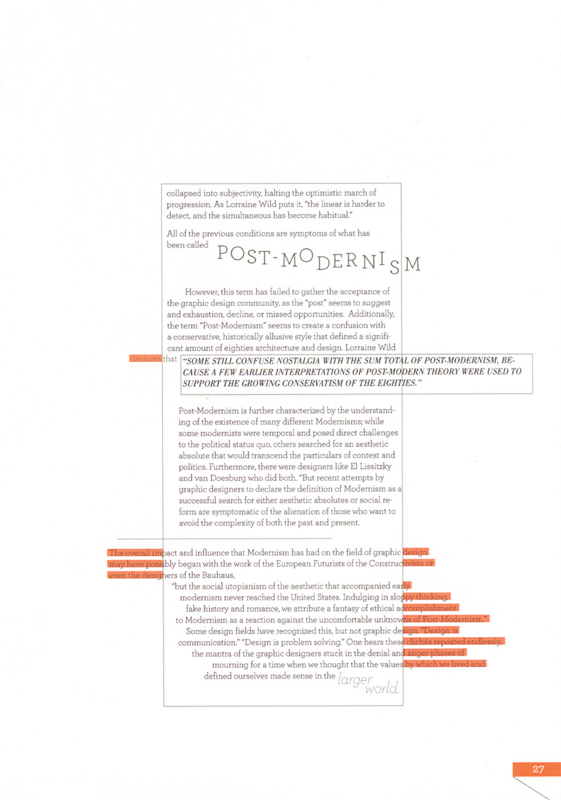 collapsed into subjectivity, halting the optimistic march of
progression. As Lorraine Wild puts it, "the linear is harder to
detect, and the simultaneous has become habitual."
All of the previous conditions are symptoms of what has
been called POST-MODERNISM
However, this term has failed to gather the acceptance of
the graphic design community, as the "post" seems to suggest
and exhaustion, decline, or missed opportunities. Additionally,
the term "Post-Modernism" seems to create a confusion with
a conservative, historically allusive style that defined a signifi-
cant amount of eighties architecture and design. Lorraine Wild
declares that "SOME STILL CONFUSE NOSTALGIA WITH THE SUM TOTAL OF POST-MODERNISM, BE-
CAUSE A FEW EARLIER INTERPRETATIONS OF POST-MODERN THEORY WERE USED TO
SUPPORT THE GROWING CONSERVATISM OF THE EIGHTIES."
Post-Modernism is further characterized by the understand-
ing of the existence of many different Modernisms; while
some modernists were temporal and posed direct challenges
to the political status quo, others searched for an aesthetic
absolute that would transcend the particulars of context and
politics. Furthermore, there were designers like El Lissitzky
and van Doesburg who did both. "But recent attempts by
graphic designers to declare the definition of Modernism as a
successful search for either aesthetic absolutes or social re-
form are symptomatic of the alienation of those who want to
avoid the complexity of both the past and present.
The overall impact and influence that Modernism has had on the field of graphic design
may have possibly began with the work of the European Futurists of the Constructivists or
even the designers of the Bauhaus,
"but the social utopianism of the aesthetic that accompanied early
modernism never reached the United States. Indulging in sloppy thinking,
fake history and romance, we attribute a fantasy of ethical accomplishment
to Modernism as a reaction against the uncomfortable unknowns of Post-Modernism."
Some design fields have recognized this, but not graphic design. "Design is
communication." "Design is problem solving." One hears these clichés repeated endlessly,
the mantra of the graphic designers stuck in the denial and anger phases of
mourning for a time when we thought that the values by which we lived and
defined ourselves made sense in the larger
world.
27